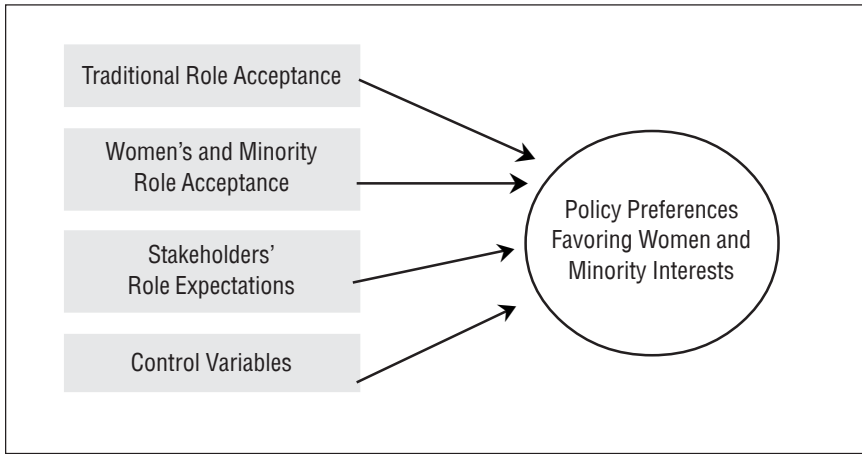 Traditional Role Acceptance
Women’s and Minority
Role Acceptance
Stakeholders’
Role Expectations
Control Variables
Policy Preferences
Favoring Women and
Minority Interests